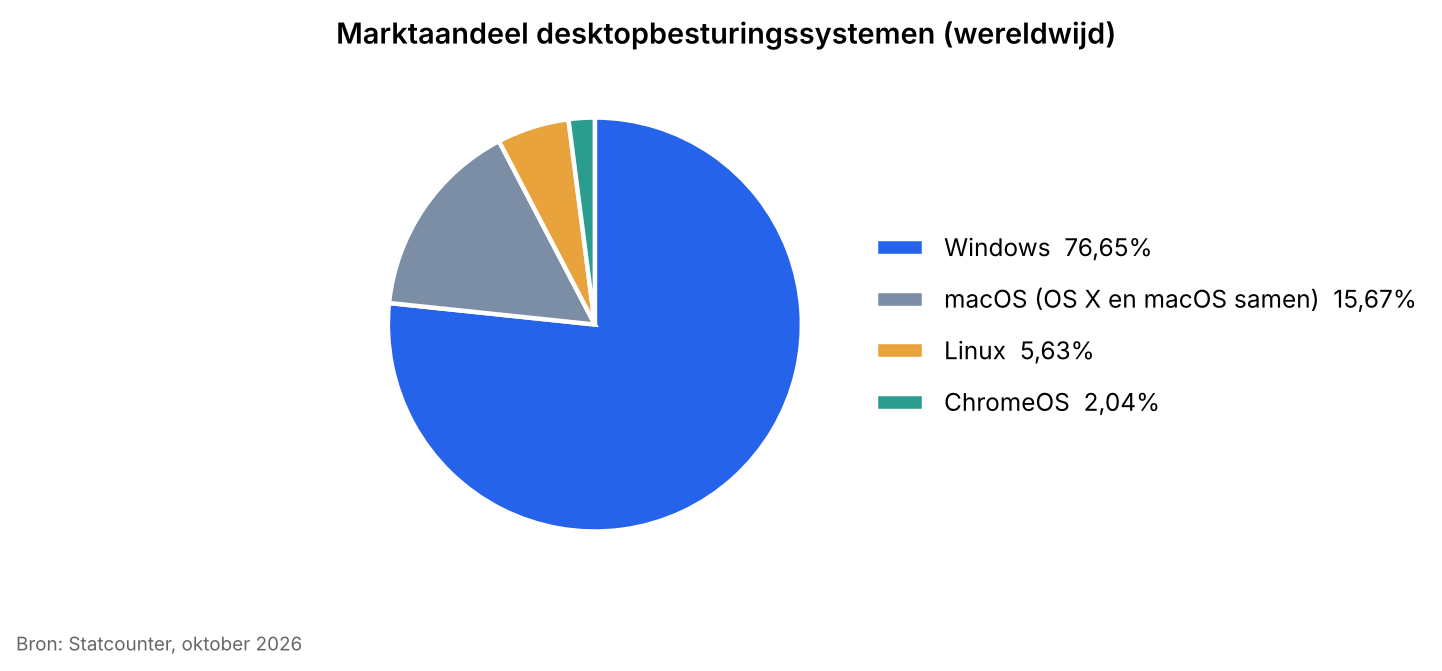 Marktaandeel desktopbesturingssystemen (wereldwijd)
Windows 76,65%
macOS (OS X en macOS samen) 15,67%
Linux 5,63%
ChromeOS 2,04%
Bron: Statcounter, oktober 2026